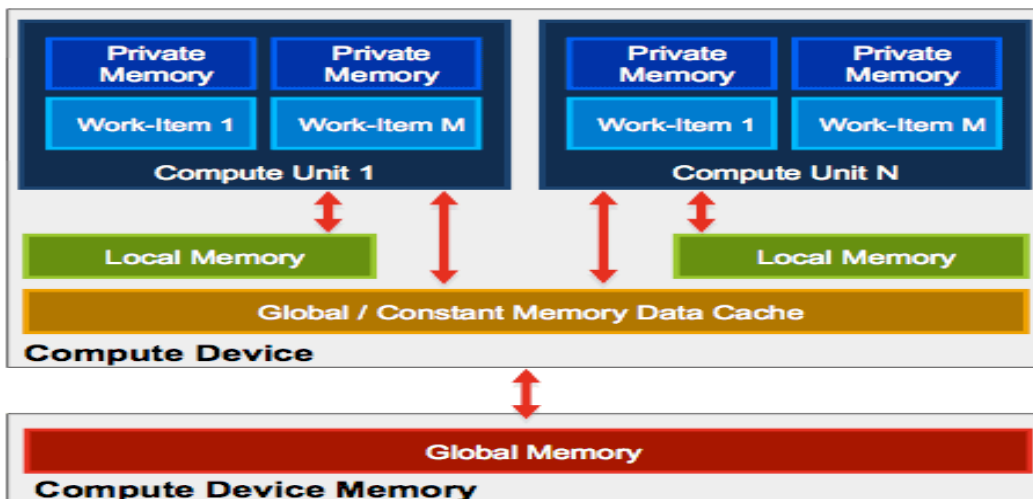 Private Memory
Private Memory
Private Memory
Private Memory
Work-Item 1
Work-Item M
Work-Item 1
Work-Item M
Compute Unit 1
Compute Unit N
Local Memory
Local Memory
Global / Constant Memory Data Cache
Compute Device
Global Memory
Compute Device Memory